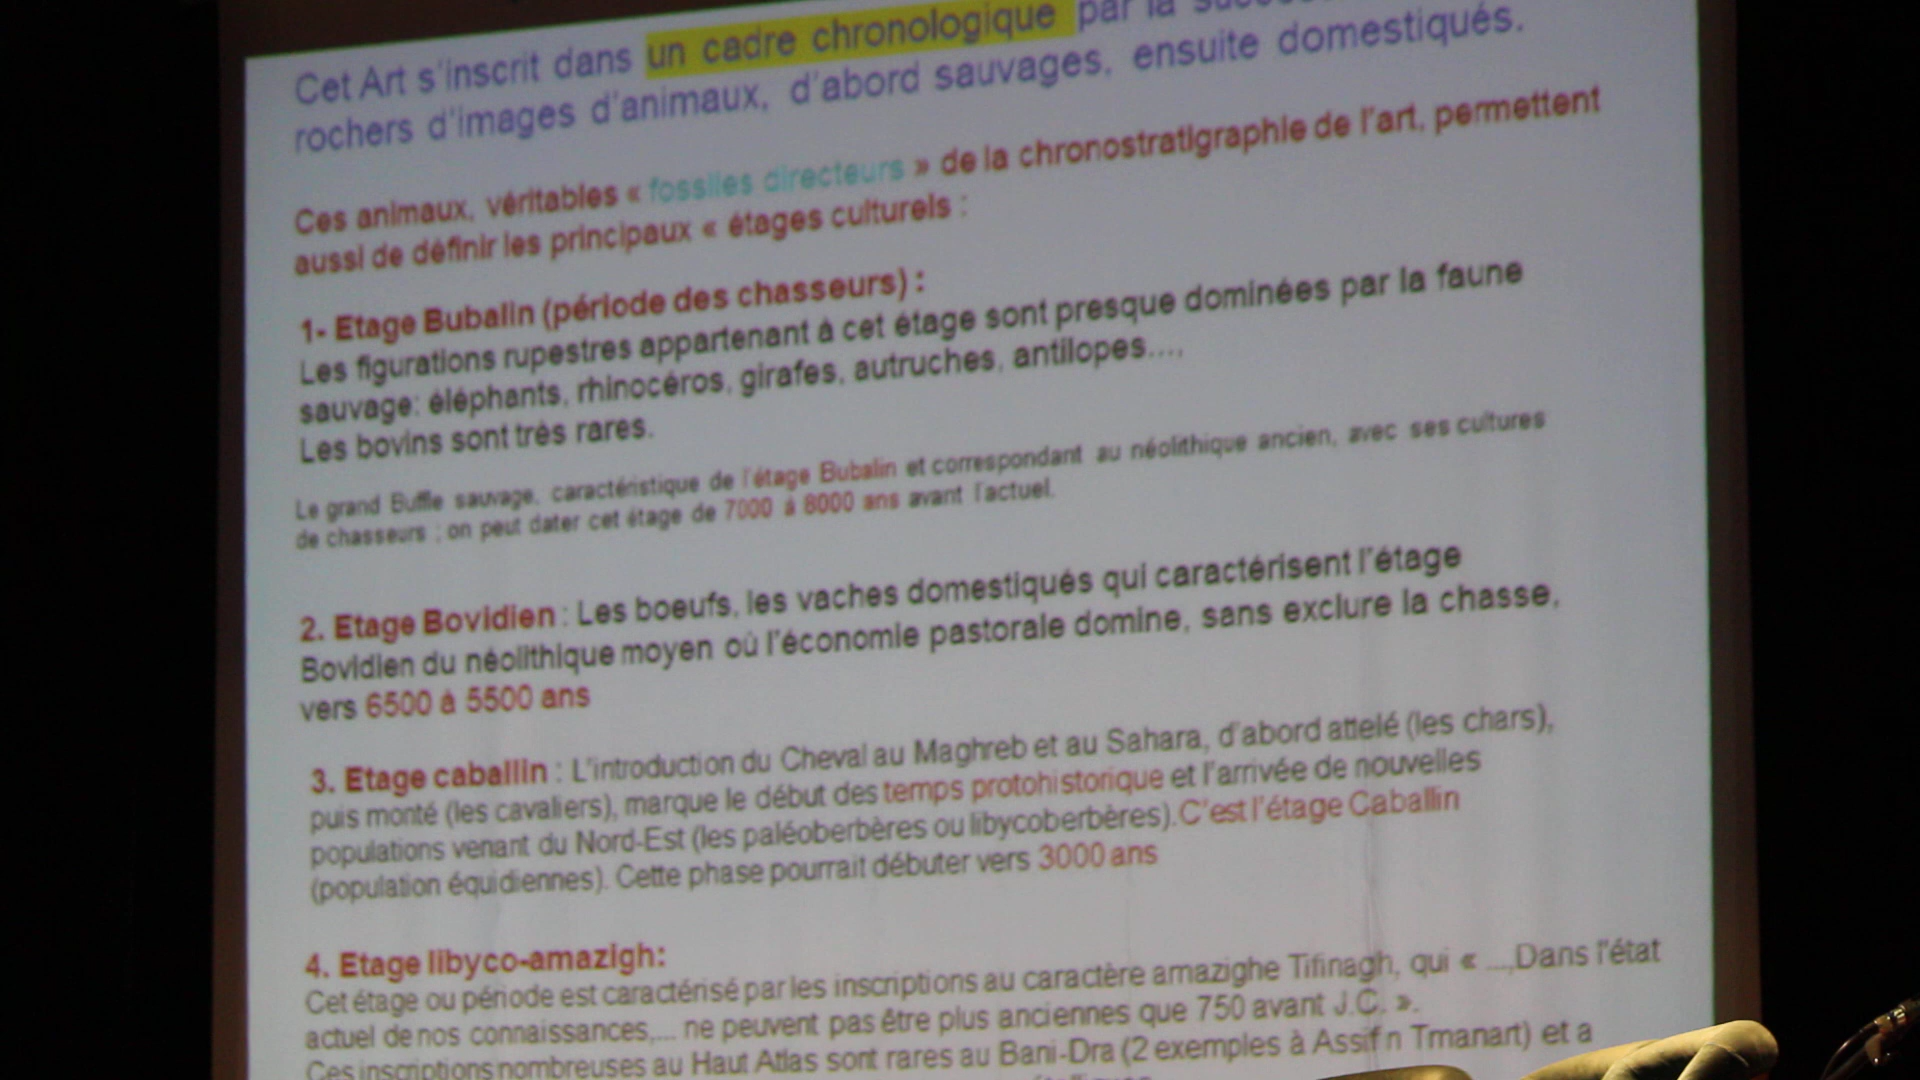 Cet Art s'inscrit dans un cadre chronologique par la
rochers d'images d'animaux, d'abord sauvages, ensuite domestiqués.
Ces animaux, véritables « fossiles directeurs » de la chronostratigraphie de l'art, permettent
aussi de définir les principaux « étages culturels :
1- Etage Bubalin (période des chasseurs) :
Les figurations rupestres appartenant à cet étage sont presque dominées par la faune
sauvage: éléphants, rhinocéros, girafes, autruches, antilopes...,
Les bovins sont très rares.
Le grand Buffle sauvage, caractéristique de l'étage Bubalin et correspondant au néolithique ancien, avec ses cultures
de chasseurs ; on peut dater cet étage de 7000 à 8000 ans avant l'actuel.
2. Etage Bovidien : Les boeufs, les vaches domestiqués qui caractérisent l'étage
Bovidien du néolithique moyen où l'économie pastorale domine, sans exclure la chasse,
vers 6500 à 5500 ans
3. Etage caballin : L'introduction du Cheval au Maghreb et au Sahara, d'abord attelé (les chars),
puis monté (les cavaliers), marque le début des temps protohistorique et l'arrivée de nouvelles
populations venant du Nord-Est (les paléoberbères ou libycoberbères). C'est l'étage Caballin
(population équidiennes). Cette phase pourrait débuter vers 3000 ans
4. Etage libyco-amazigh:
Cet étage ou période est caractérisé par les inscriptions au caractère amazighe Tifinagh, qui « ...,Dans l'état
actuel de nos connaissances,... ne peuvent pas être plus anciennes que 750 avant J.C. ».
Ces inscriptions nombreuses au Haut Atlas sont rares au Bani-Dra (2 exemples à Assif n Tmanart) et a